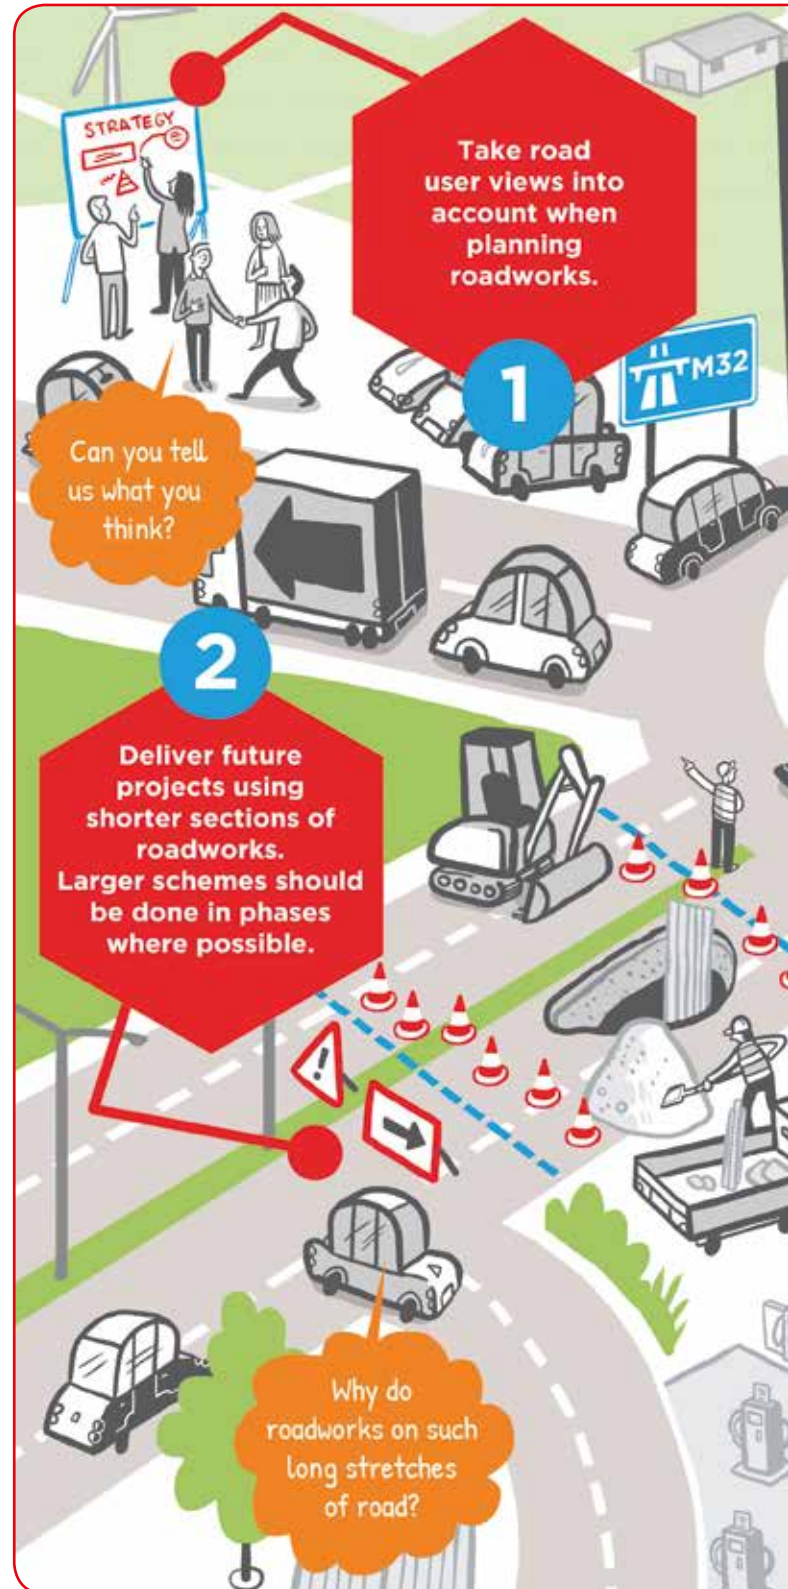 STRATEGY
Take road
user views into
account when
planning
roadworks.
1
M32
Can you tell
us what you
think?
2
Deliver future
projects using
shorter sections of
roadworks.
Larger schemes should
be done in phases
where possible.
!
Why do
roadworks on such
long stretches
of road?